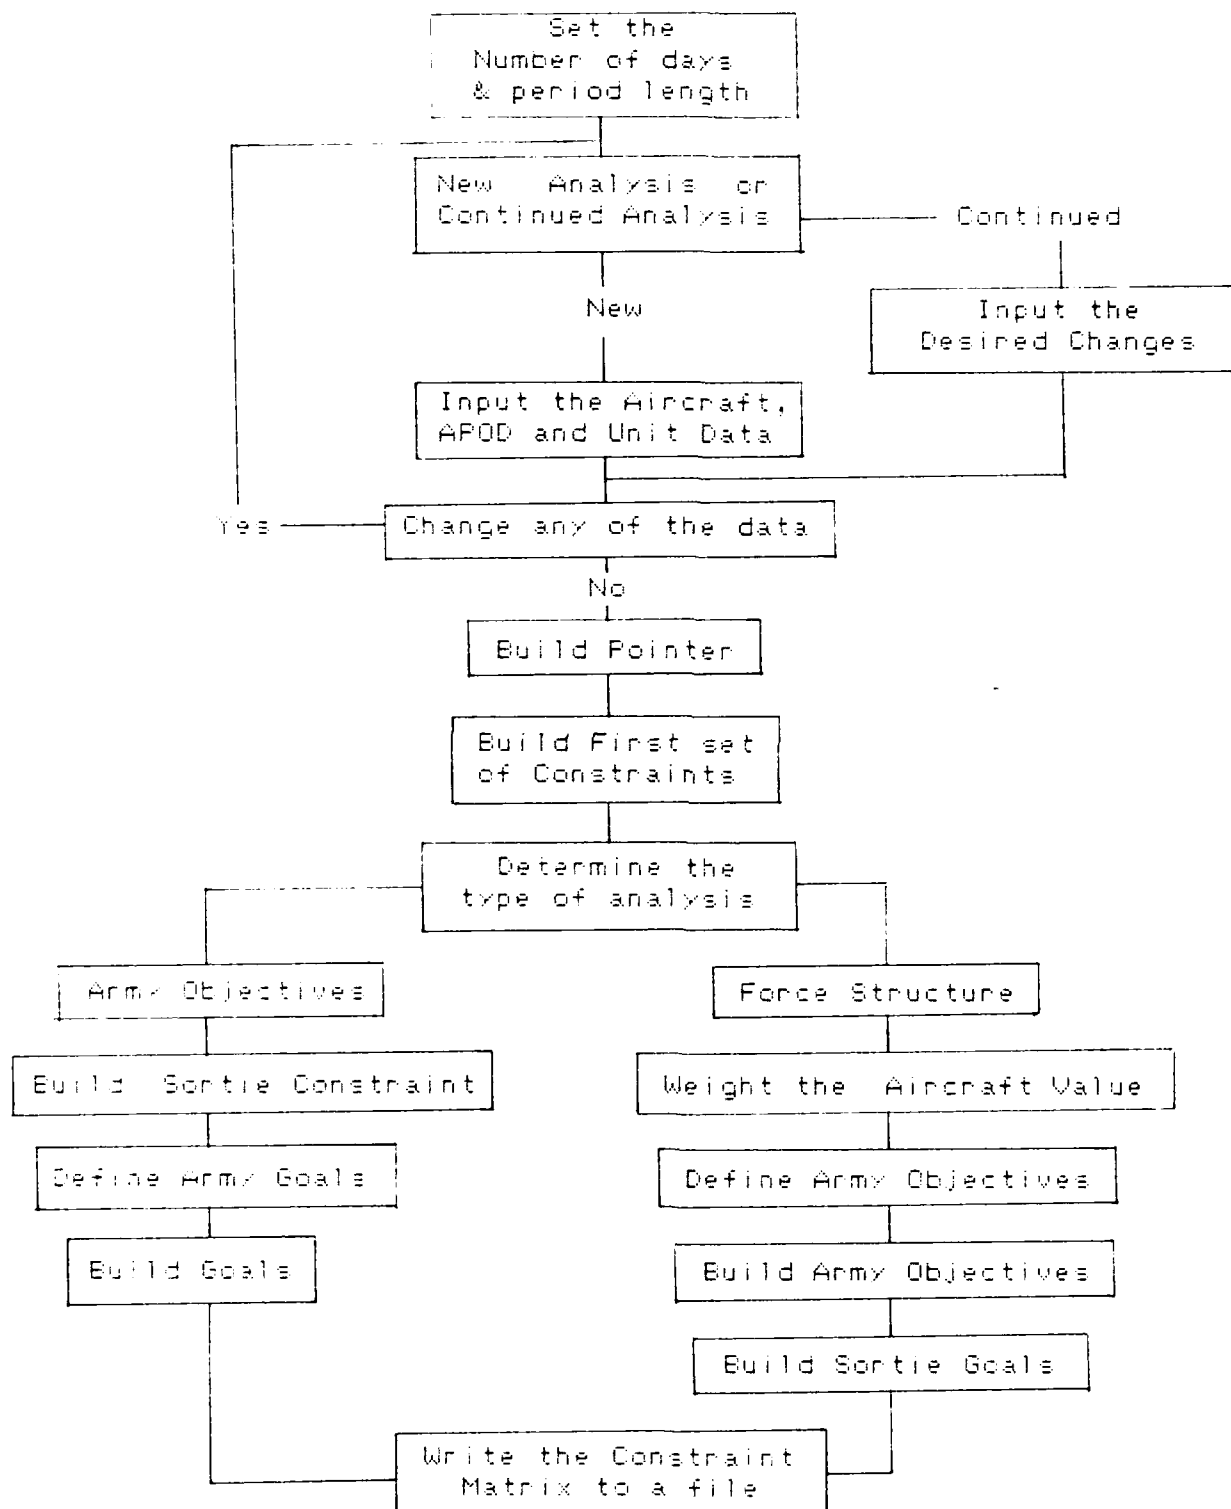 Set the
Number of days
& period length
New Analysis or
Continued Analysis
Continued
New
Input the
Desired Changes
Input the Aircraft,
APOD and Unit Data
Yes
Change any of the data
No
Build Pointer
Build First set
of Constraints
Determine the
type of analysis
Army Objectives
Force Structure
Build Sortie Constraint
Weight the Aircraft Value
Define Army Goals
Define Army Objectives
Build Goals
Build Army Objectives
Build Sortie Goals
Write the Constraint
Matrix to a file